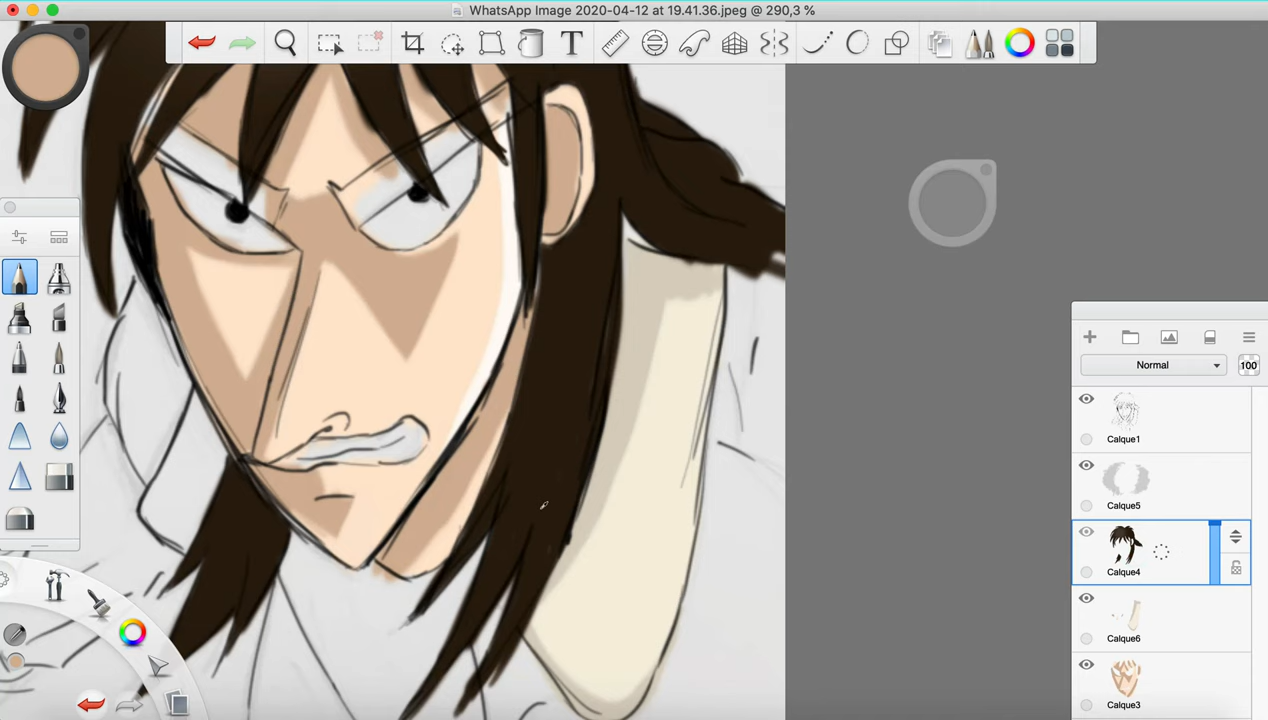 WhatsApp Image 2020-04-12 at 19.41.36.jpeg @ 290,3 %
T
Normal
100
Calque1
Calque5
Calque4
Calque6
Calque3